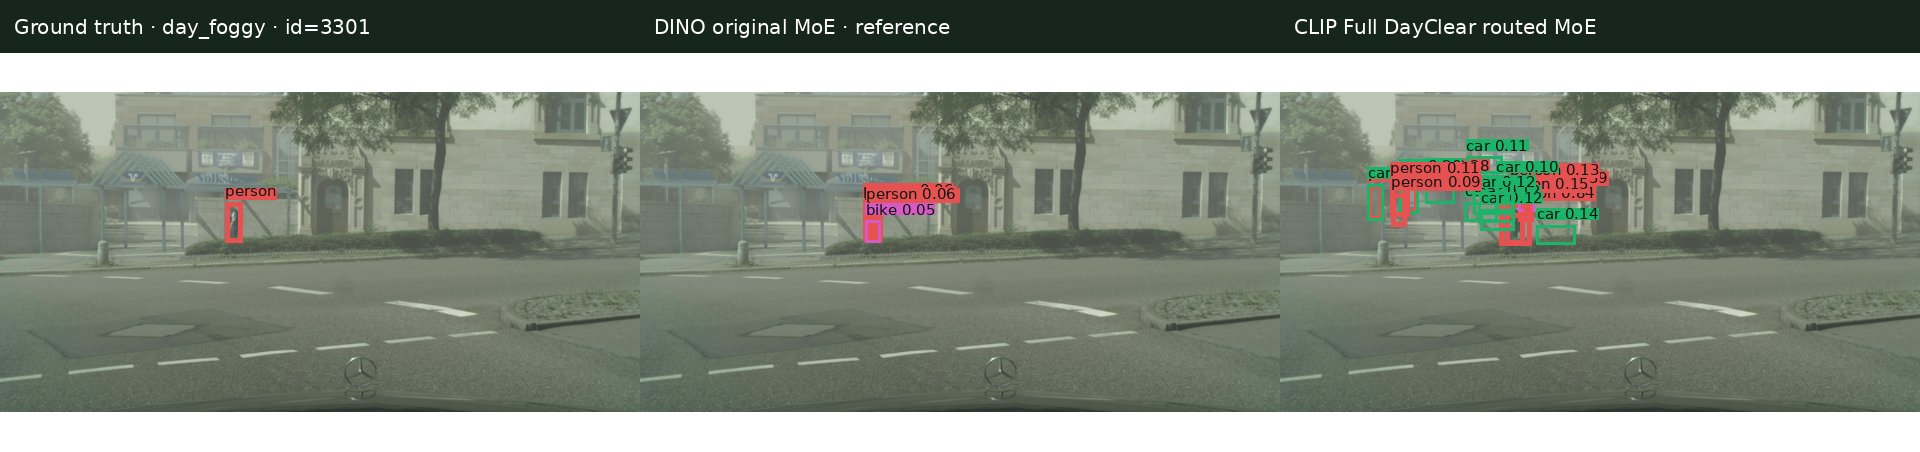 Ground truth · day_foggy · id=3301
DINO original MoE · reference
CLIP Full DayClear routed MoE
person
person 0.06
bike 0.05
car 0.11
car
person 0.11
car 0.10
0.13
person 0.09
car 0.12
0.15
car 0.12
car 0.14